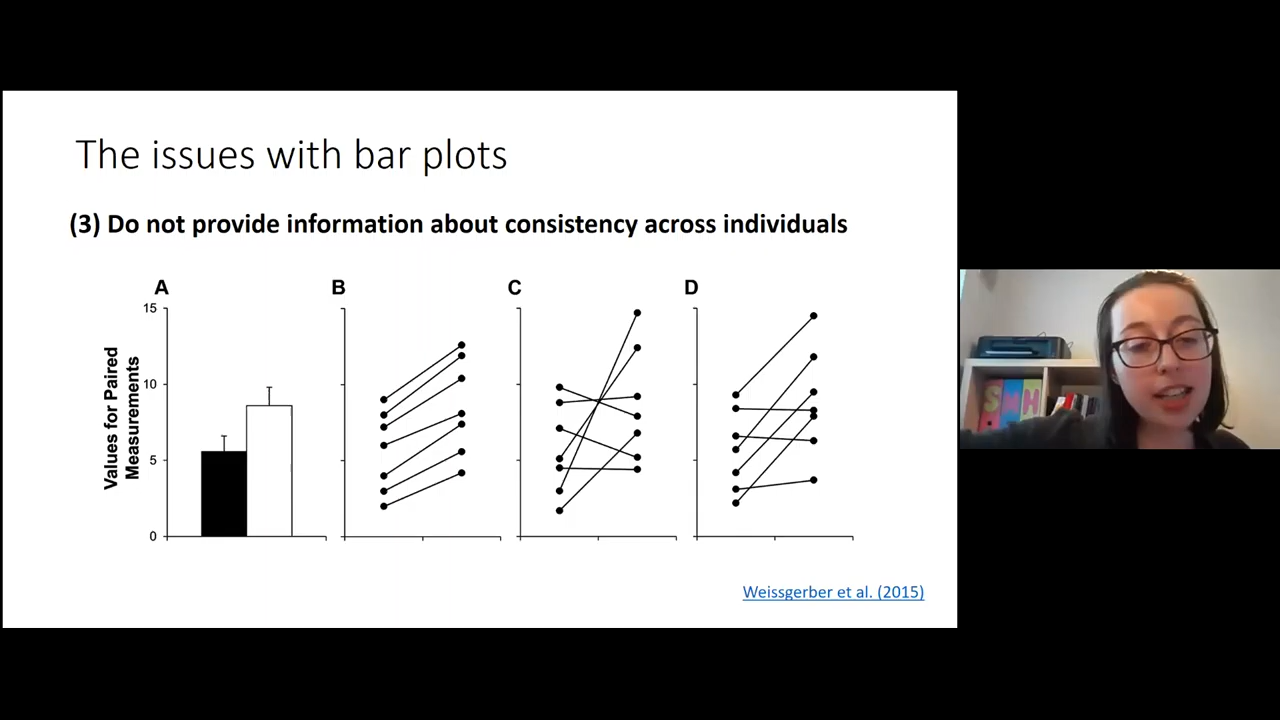 The issues with bar plots
(3) Do not provide information about consistency across individuals
A
B
C
D
Values for Paired
Measurements
15
10
5
0
Weissgerber et al. (2015)
SMH